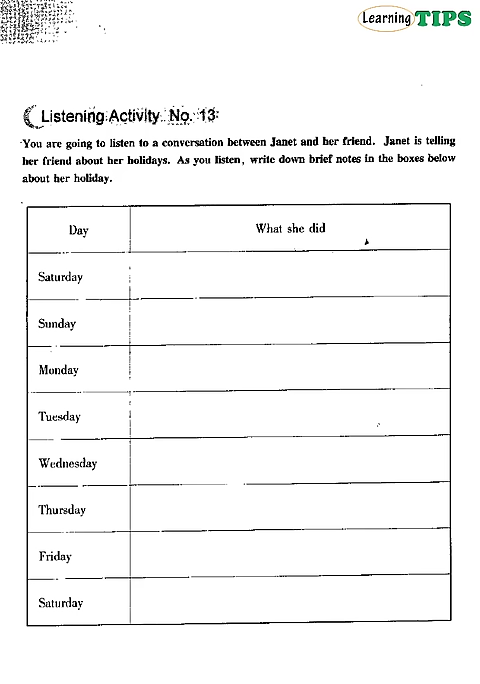 Learning TIPS
Listening Activity No. 13:
You are going to listen to a conversation between Janet and her friend. Janet is telling
her friend about her holidays. As you listen, write down brief notes in the boxes below
about her holiday.
Day What she did
Saturday
Sunday
Monday
Tuesday
Wednesday
Thursday
Friday
Saturday